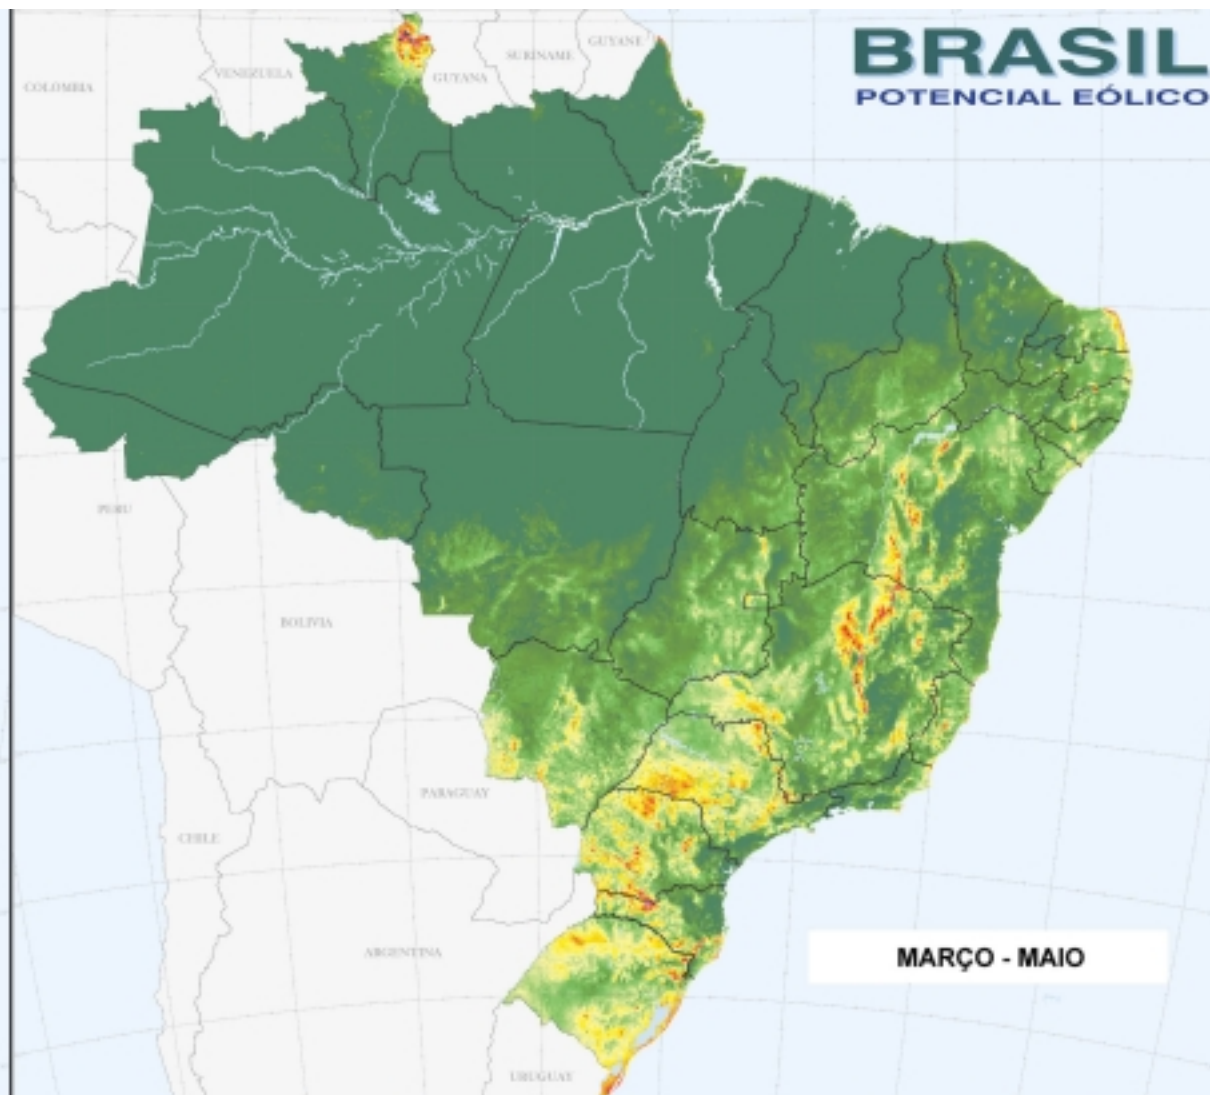 BRASIL
POTENCIAL EÓLICO
GUYANE
SURINAME
VENEZUELA
GUYANA
COLOMBIA
PERU
BOLIVIA
PARAGUAY
CHILE
ARGENTINA
MARÇO - MAIO
URUGUAY